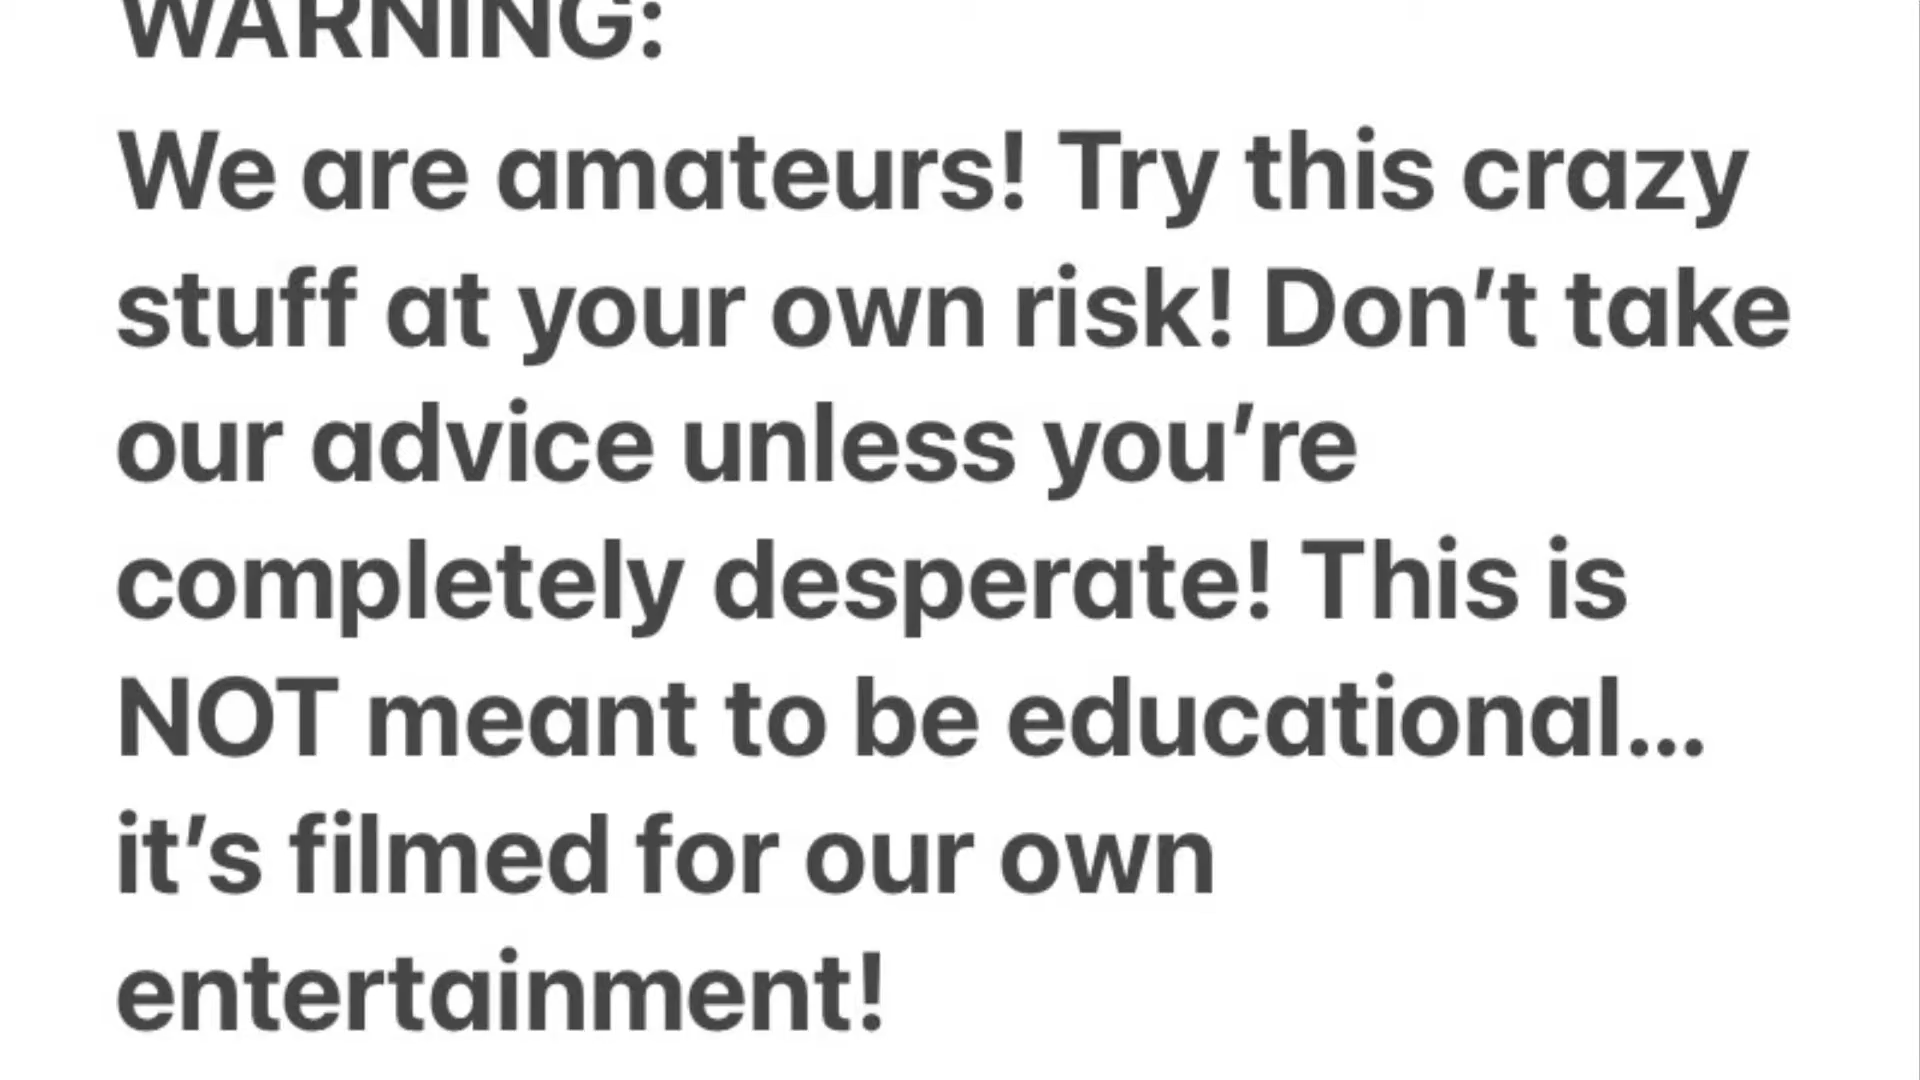 WARNING:
We are amateurs! Try this crazy
stuff at your own risk! Don’t take
our advice unless you’re
completely desperate! This is
NOT meant to be educational...
it’s filmed for our own
entertainment!